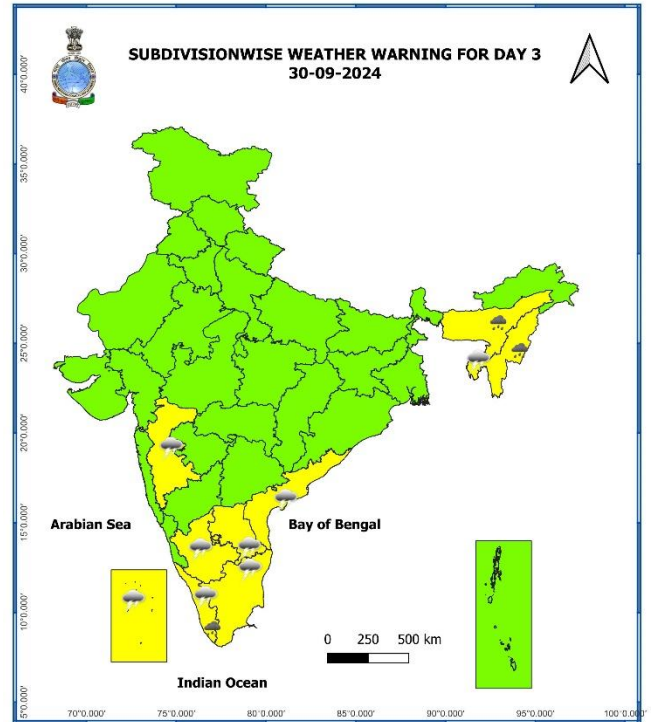 SUBDIVISIONWISE WEATHER WARNING FOR DAY 3
30-09-2024
40°0.000'
35°0.000'
30°0.000'
25°0.000'
20°0.000'
15°0.000'
10°0.000'
5°0.000'
Arabian Sea
Bay of Bengal
0 250 500 km
Indian Ocean
70°0.000' 75°0.000' 80°0.000' 85°0.000' 90°0.000' 95°0.000' 100°0.000'